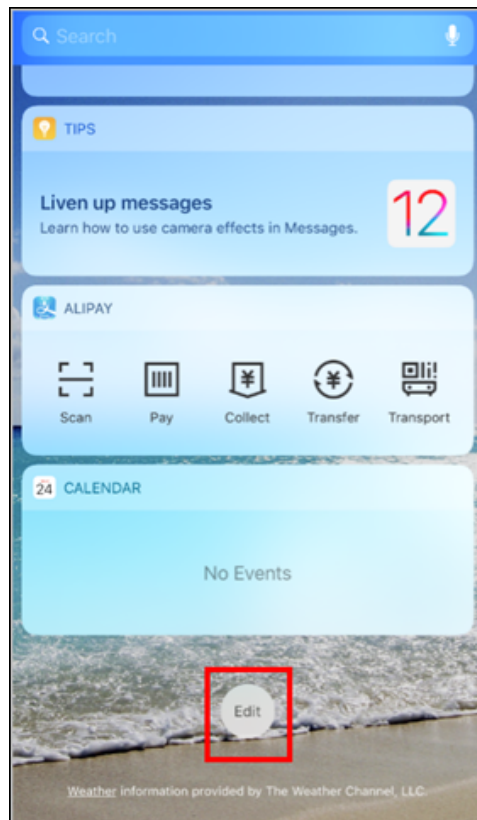 Search
TIPS
Liven up messages
Learn how to use camera effects in Messages.
12
ALIPAY
Scan Pay Collect Transfer Transport
24 CALENDAR
No Events
Edit
Weather information provided by The Weather Channel, LLC.